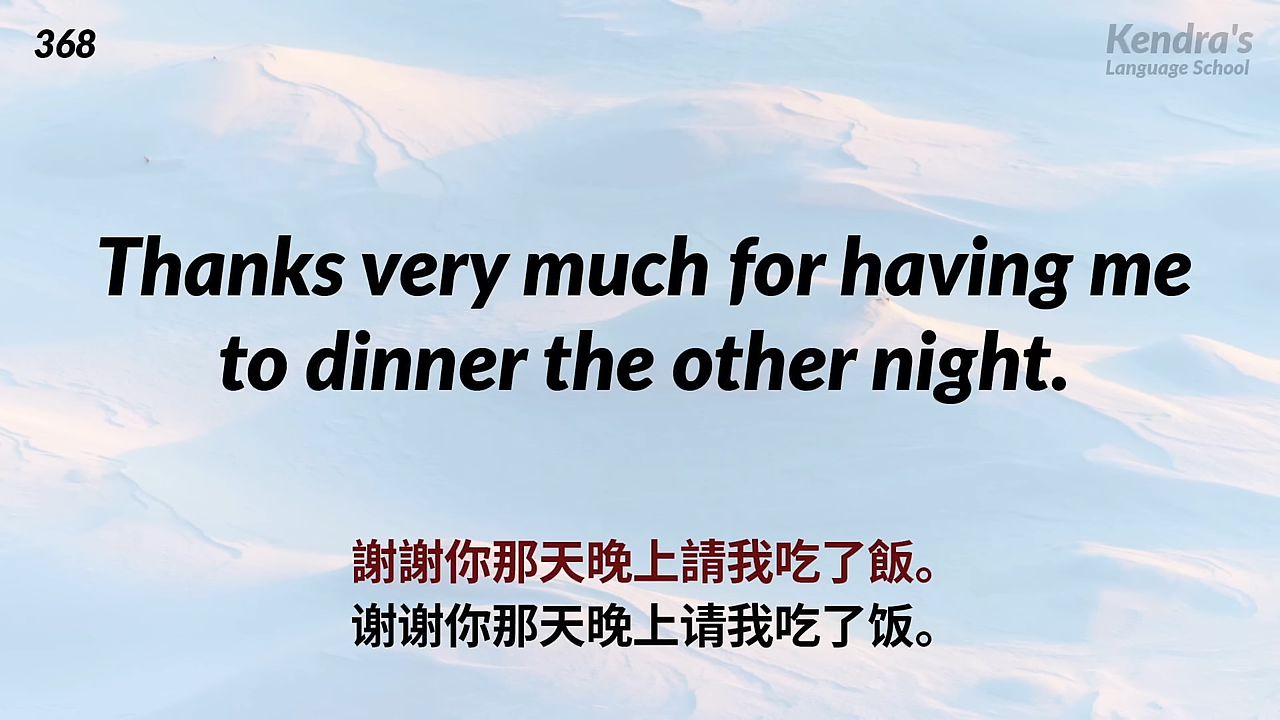 368
Kendra's
Language School
Thanks very much for having me
to dinner the other night.
謝謝你那天晚上請我吃了飯。
谢谢你那天晚上请我吃了饭。